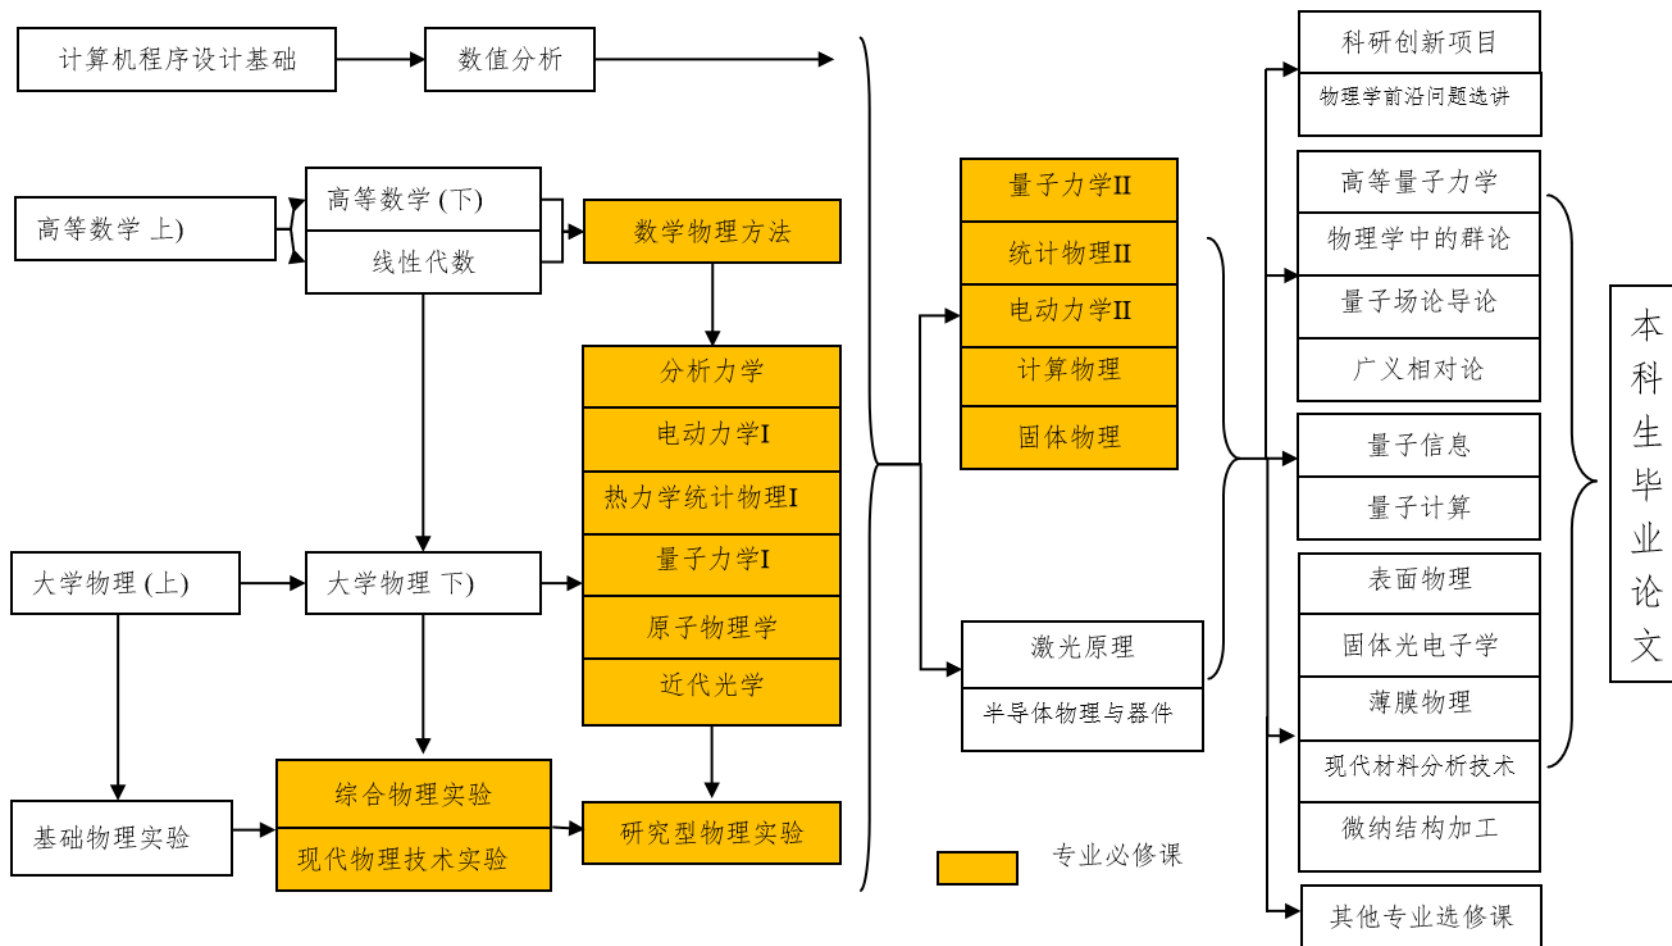 计算机程序设计基础
数值分析
高等数学 上)
高等数学 (下)
线性代数
数学物理方法
分析力学
电动力学I
热力学统计物理I
量子力学I
原子物理学
近代光学
大学物理 (上)
大学物理 下)
基础物理实验
综合物理实验
现代物理技术实验
研究型物理实验
量子力学II
统计物理II
电动力学II
计算物理
固体物理
激光原理
半导体物理与器件
专业必修课
科研创新项目
物理学前沿问题选讲
高等量子力学
物理学中的群论
量子场论导论
广义相对论
量子信息
量子计算
表面物理
固体光电子学
薄膜物理
现代材料分析技术
微纳结构加工
其他专业选修课
本科生毕业论文